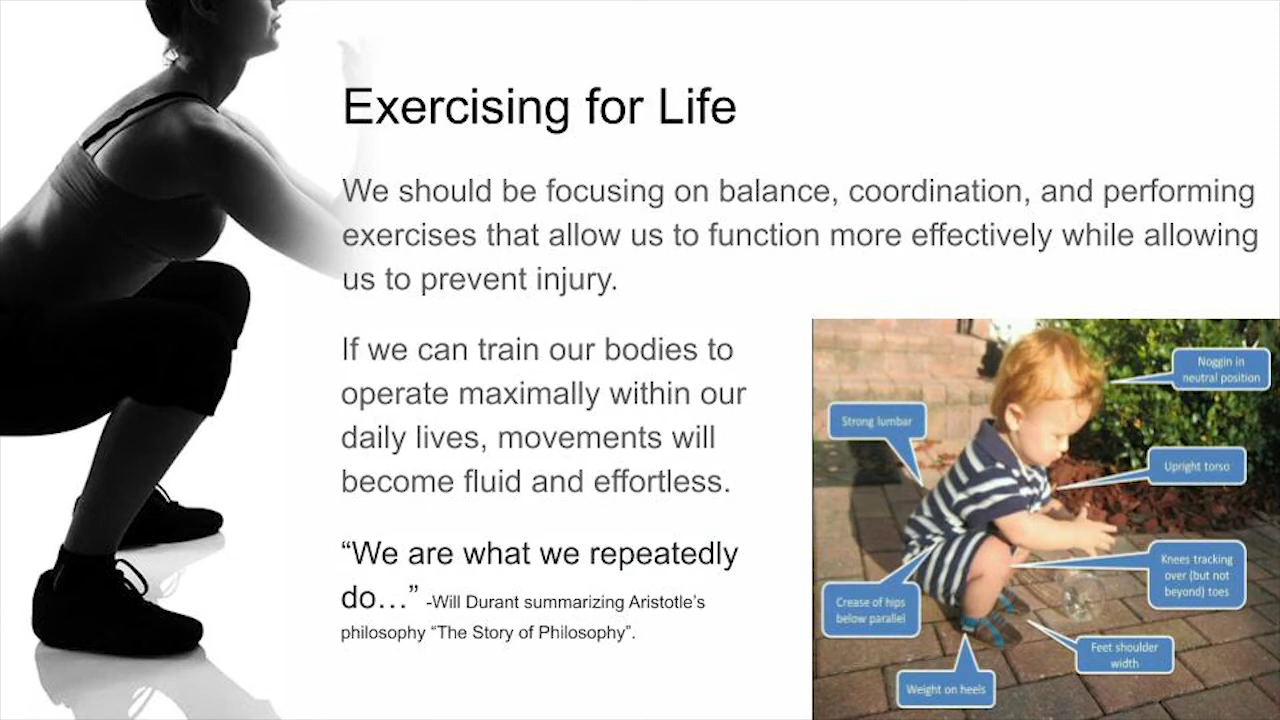 Exercising for Life
We should be focusing on balance, coordination, and performing
exercises that allow us to function more effectively while allowing
us to prevent injury.
If we can train our bodies to
operate maximally within our
daily lives, movements will
become fluid and effortless.
“We are what we repeatedly
do…” -Will Durant summarizing Aristotle’s
philosophy “The Story of Philosophy”.
Noggin in
neutral position
Strong lumbar
Upright torso
Knees tracking
over (but not
beyond) toes
Crease of hips
below parallel
Feet shoulder
width
Weight on heels